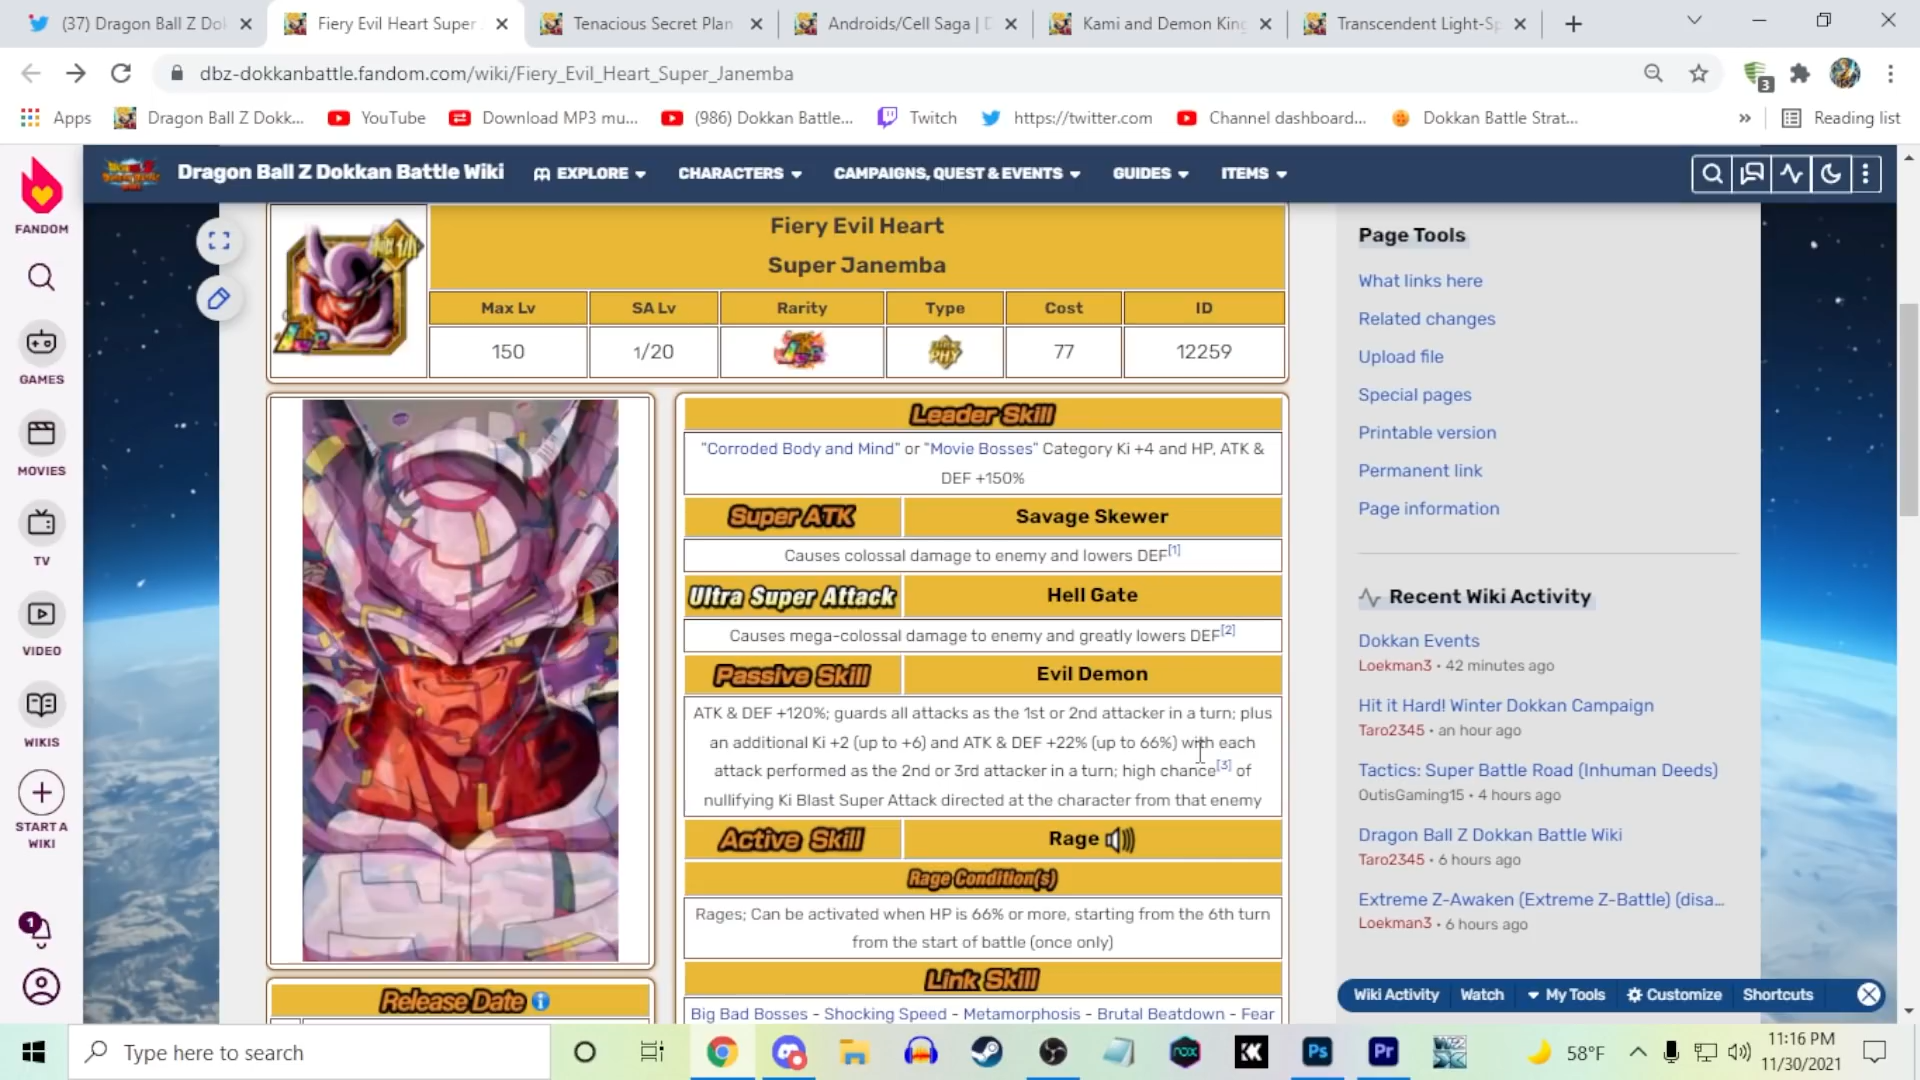 (37) Dragon Ball Z Dok
Fiery Evil Heart Super
Tenacious Secret Plan
Androids/Cell Saga | D
Kami and Demon King
Transcendent Light-Sp
dbz-dokkanbattle.fandom.com/wiki/Fiery_Evil_Heart_Super_Janemba
3
Apps
Dragon Ball Z Dokk...
YouTube
Download MP3 mu...
(986) Dokkan Battle...
Twitch
https://twitter.com
Channel dashboard...
Dokkan Battle Strat...
»
Reading list
Dragon Ball Z Dokkan Battle Wiki
EXPLORE
CHARACTERS
CAMPAIGNS, QUEST & EVENTS
GUIDES
ITEMS
FANDOM
GAMES
MOVIES
TV
VIDEO
WIKIS
START A
WIKI
1
Fiery Evil Heart
Super Janemba
Max Lv
SA Lv
Rarity
Type
Cost
ID
150
1/20
LR
PHY
77
12259
Leader Skill
"Corroded Body and Mind" or "Movie Bosses" Category Ki +4 and HP, ATK &
DEF +150%
Super ATK
Savage Skewer
Causes colossal damage to enemy and lowers DEF[1]
Ultra Super Attack
Hell Gate
Causes mega-colossal damage to enemy and greatly lowers DEF[2]
Passive Skill
Evil Demon
ATK & DEF +120%; guards all attacks as the 1st or 2nd attacker in a turn; plus
an additional Ki +2 (up to +6) and ATK & DEF +22% (up to 66%) with each
attack performed as the 2nd or 3rd attacker in a turn; high chance[3] of
nullifying Ki Blast Super Attack directed at the character from that enemy
Active Skill
Rage
Rage Condition(s)
Rages; Can be activated when HP is 66% or more, starting from the 6th turn
from the start of battle (once only)
Link Skill
Big Bad Bosses - Shocking Speed - Metamorphosis - Brutal Beatdown - Fear
Release Date
Page Tools
What links here
Related changes
Upload file
Special pages
Printable version
Permanent link
Page information
Recent Wiki Activity
Dokkan Events
Loekman3 • 42 minutes ago
Hit it Hard! Winter Dokkan Campaign
Taro2345 • an hour ago
Tactics: Super Battle Road (Inhuman Deeds)
OutisGaming15 • 4 hours ago
Dragon Ball Z Dokkan Battle Wiki
Taro2345 • 6 hours ago
Extreme Z-Awaken (Extreme Z-Battle) (disa...
Loekman3 • 6 hours ago
Wiki Activity
Watch
My Tools
Customize
Shortcuts
Type here to search
nox
Ps
Pr
58°F
11:16 PM
11/30/2021